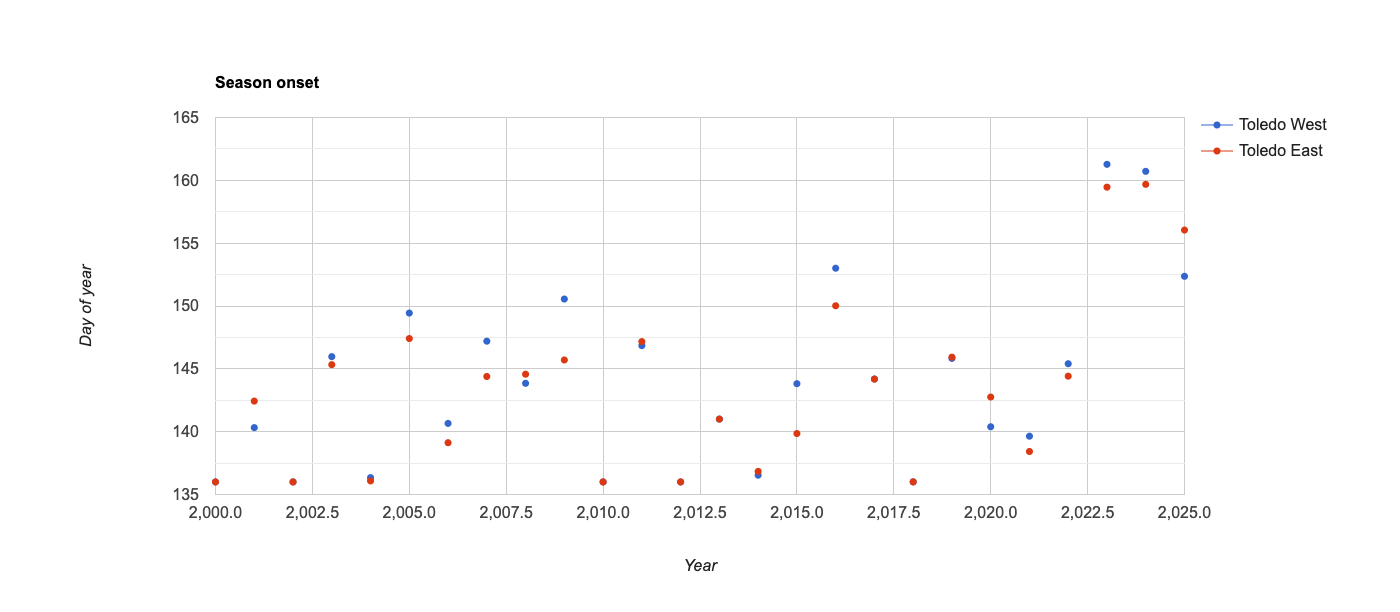 Season onset
165
160
155
150
145
140
135
2,000.0 2,002.5 2,005.0 2,007.5 2,010.0 2,012.5 2,015.0 2,017.5 2,020.0 2,022.5 2,025.0
Day of year
Year
Toledo West
Toledo East